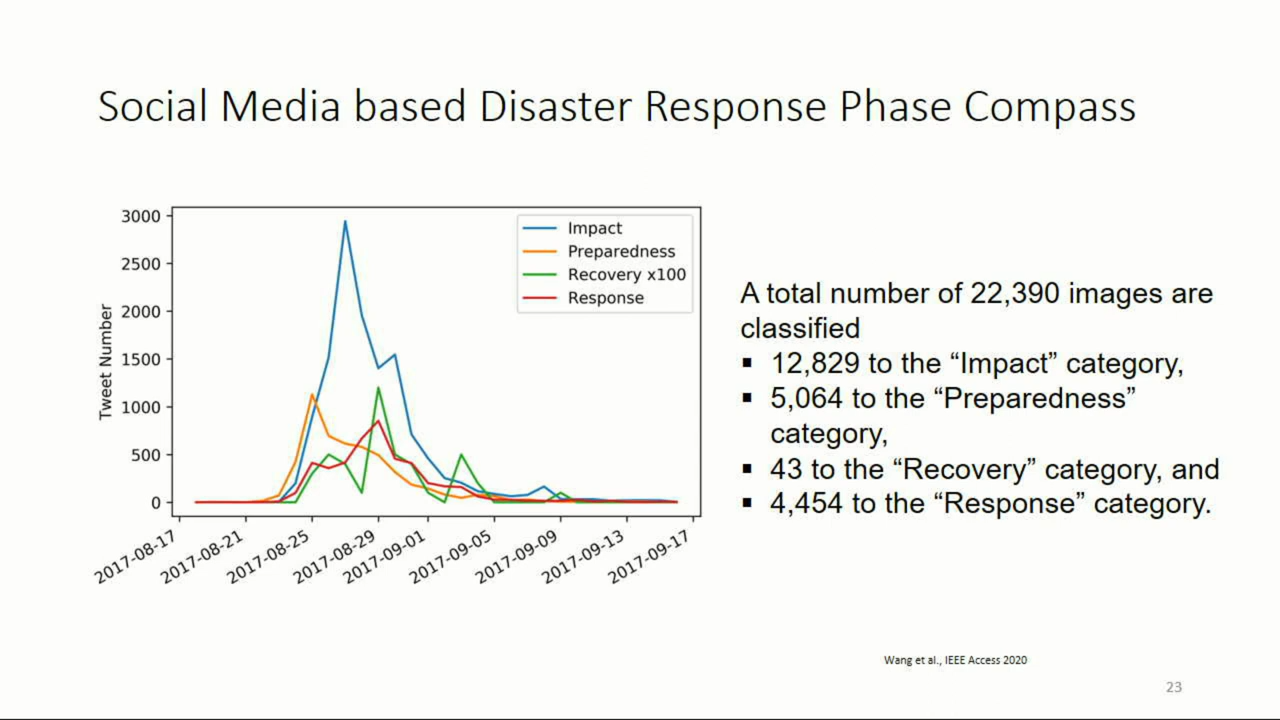 Social Media based Disaster Response Phase Compass
3000
2500
2000
1500
1000
500
0
Tweet Number
Impact
Preparedness
Recovery x100
Response
2017-08-17
2017-08-21
2017-08-25
2017-08-29
2017-09-01
2017-09-05
2017-09-09
2017-09-13
2017-09-17
A total number of 22,390 images are
classified
▪ 12,829 to the “Impact” category,
▪ 5,064 to the “Preparedness”
category,
▪ 43 to the “Recovery” category, and
▪ 4,454 to the “Response” category.
Wang et al., IEEE Access 2020
23